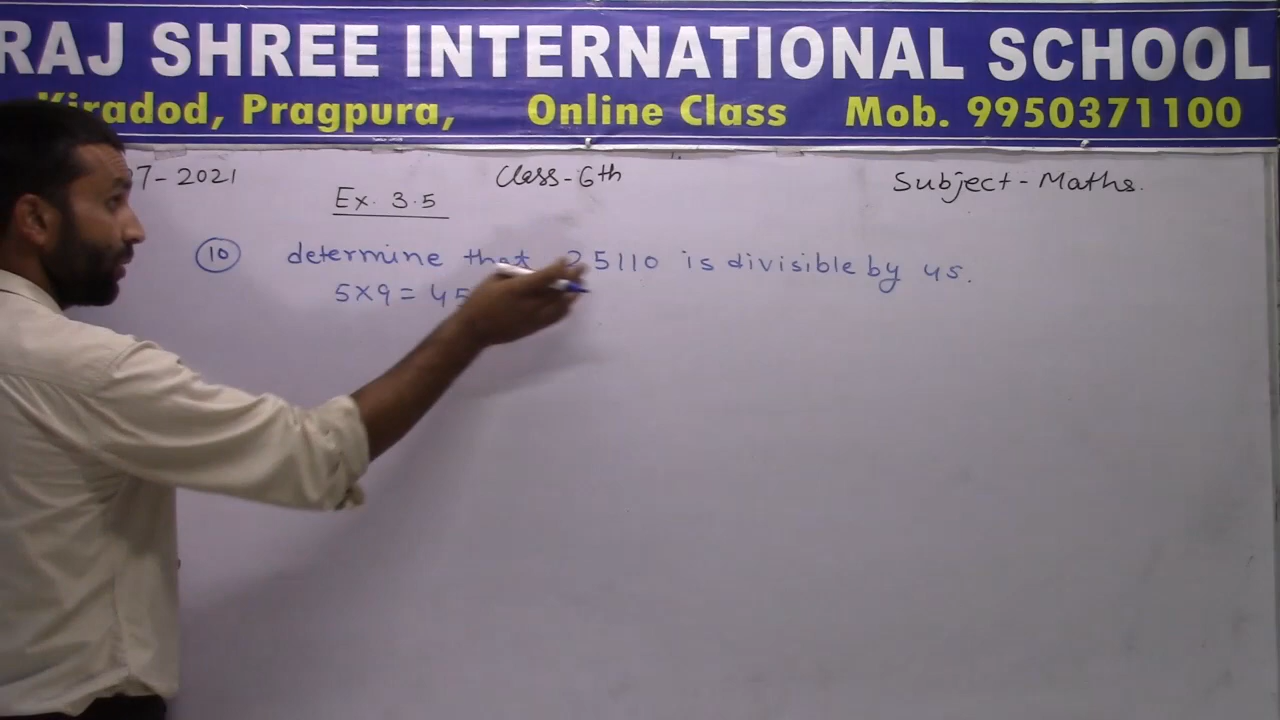 RAJ SHREE INTERNATIONAL SCHOOL
Kiradod, Pragpura, Online Class Mob. 9950371100
07-2021 Class-6th Subject-Maths.
Ex. 3.5
10 determine that 25110 is divisible by 45.
5×9=45